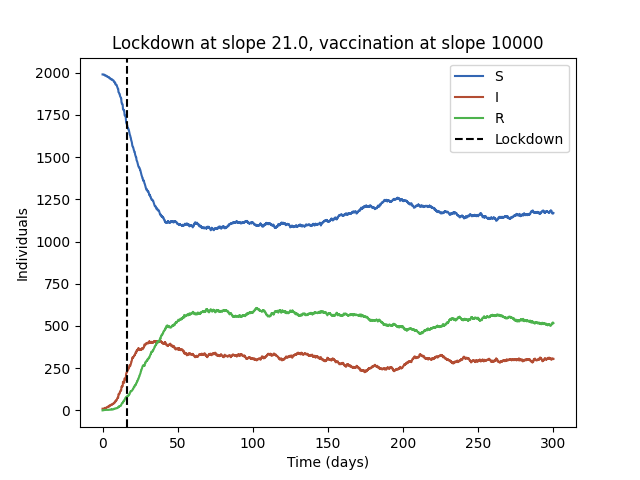 Lockdown at slope 21.0, vaccination at slope 10000
S
I
R
Lockdown
2000
1750
1500
1250
1000
750
500
250
0
Individuals
0 50 100 150 200 250 300
Time (days)